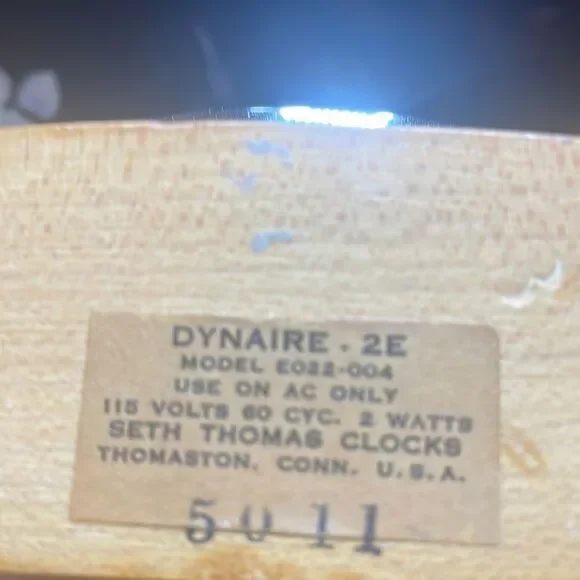 DYNAIRE - 2E
MODEL E022-004
USE ON AC ONLY
115 VOLTS 60 CYC. 2 WATTS
SETH THOMAS CLOCKS
THOMASTON, CONN. U.S.A.
5011